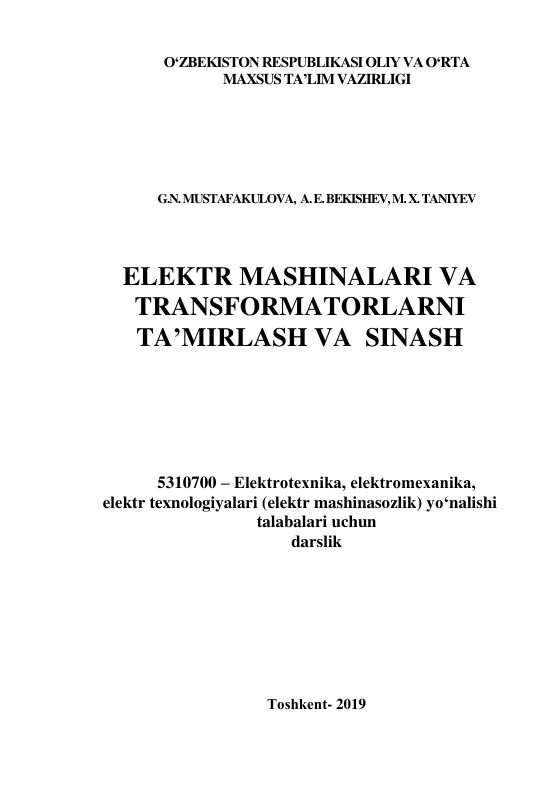 O‘ZBEKISTON RESPUBLIKASI OLIY VA O‘RTA
MAXSUS TA’LIM VAZIRLIGI
G.N. MUSTAFAKULOVA, A. E. BEKISHEV, M. X. TANIYEV
ELEKTR MASHINALARI VA
TRANSFORMATORLARNI
TA’MIRLASH VA SINASH
5310700 – Elektrotexnika, elektromexanika,
elektr texnologiyalari (elektr mashinasozlik) yo‘nalishi
talabalari uchun
darslik
Toshkent- 2019